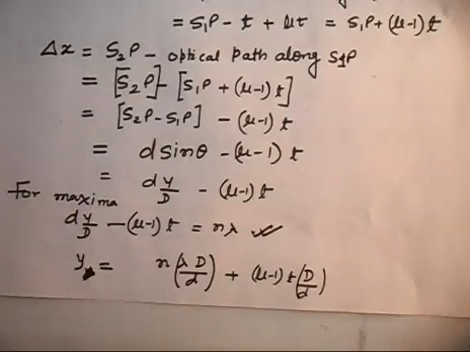 = S₁P - t + μt = S₁P + (μ-1)t
Δx = S₂P - optical path along S1P
= [S₂P] - [S₁P + (μ-1)t]
= [S₂P - S₁P] - (μ-1)t
= d sinθ - (μ-1)t
= dy/D - (μ-1)t
For maxima
dy/D - (μ-1)t = nλ
y = n(λD/d) + (μ-1)t(D/d)